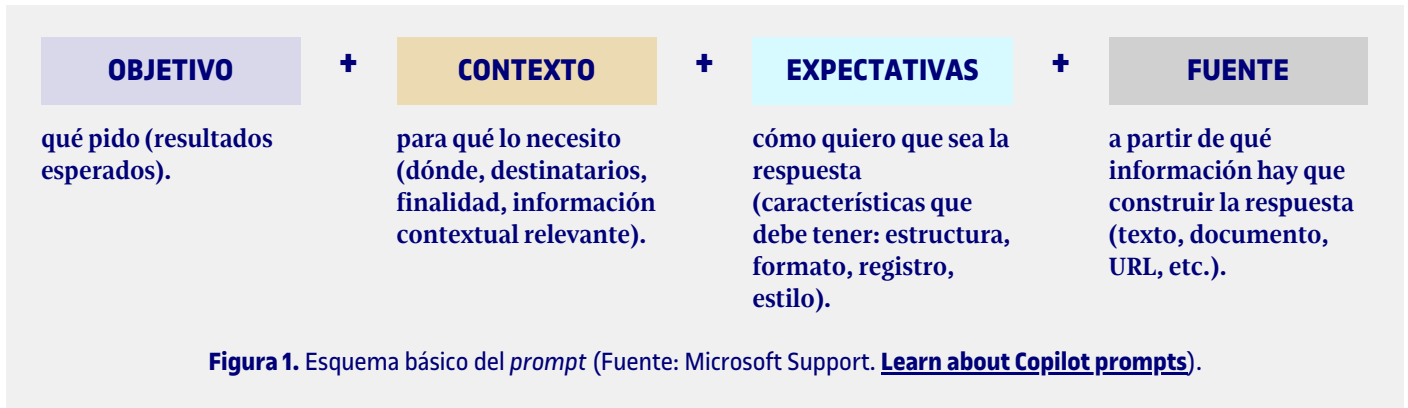 OBJETIVO + CONTEXTO + EXPECTATIVAS + FUENTE
qué pido (resultados
esperados).
para qué lo necesito
(dónde, destinatarios,
finalidad, información
contextual relevante).
cómo quiero que sea la
respuesta
(características que
debe tener: estructura,
formato, registro,
estilo).
a partir de qué
información hay que
construir la respuesta
(texto, documento,
URL, etc.).
Figura 1. Esquema básico del prompt (Fuente: Microsoft Support. Learn about Copilot prompts).